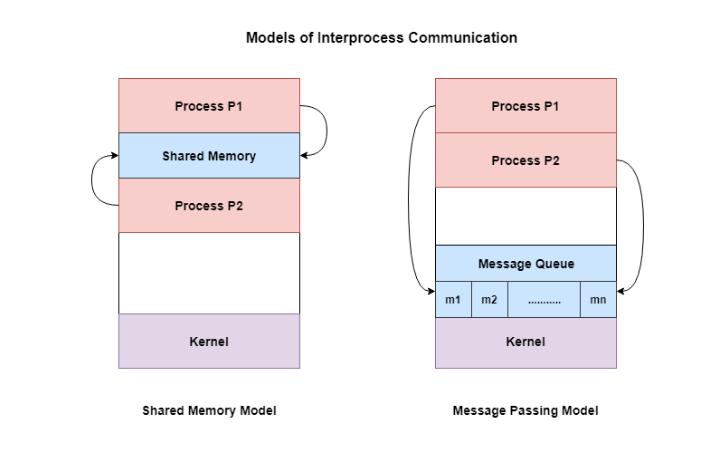 Models of Interprocess Communication
Process P1
Shared Memory
Process P2
Kernel
Shared Memory Model
Process P1
Process P2
Message Queue
m1 m2 ........... mn
Kernel
Message Passing Model